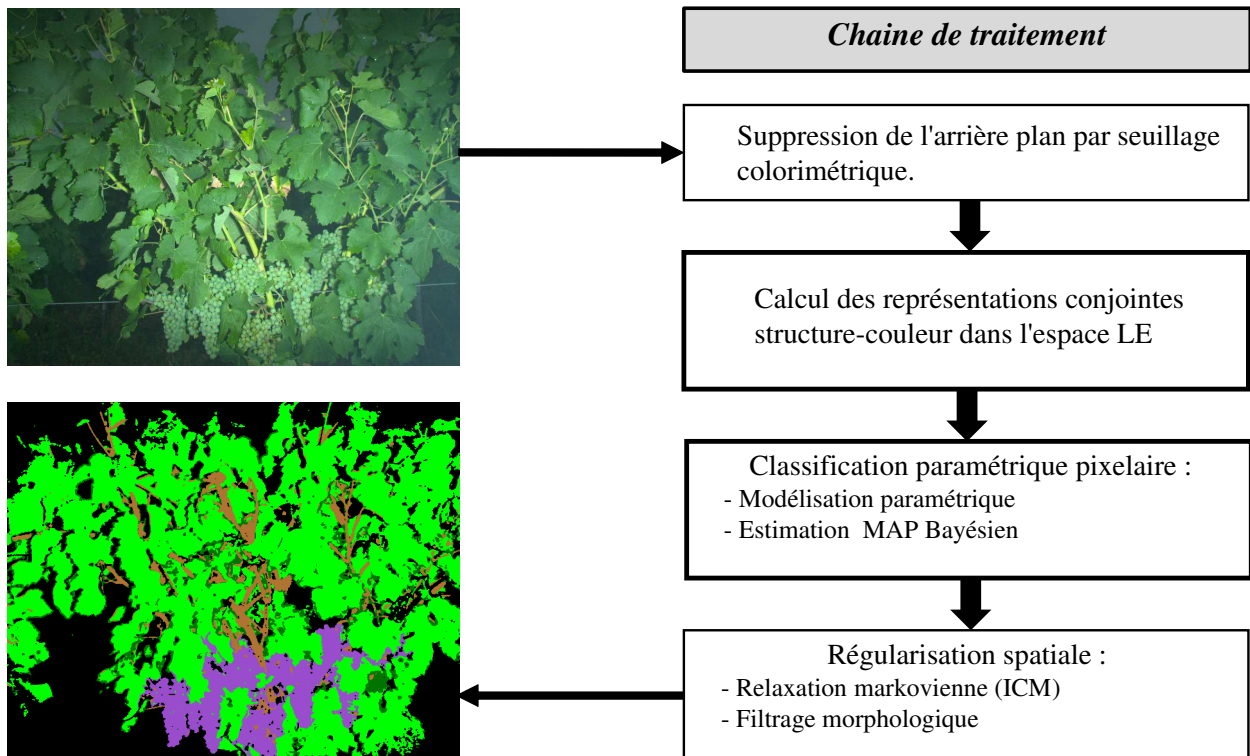 Chaine de traitement
Suppression de l'arrière plan par seuillage
colorimétrique.
Calcul des représentations conjointes
structure-couleur dans l'espace LE
Classification paramétrique pixelaire :
- Modélisation paramétrique
- Estimation MAP Bayésien
Régularisation spatiale :
- Relaxation markovienne (ICM)
- Filtrage morphologique